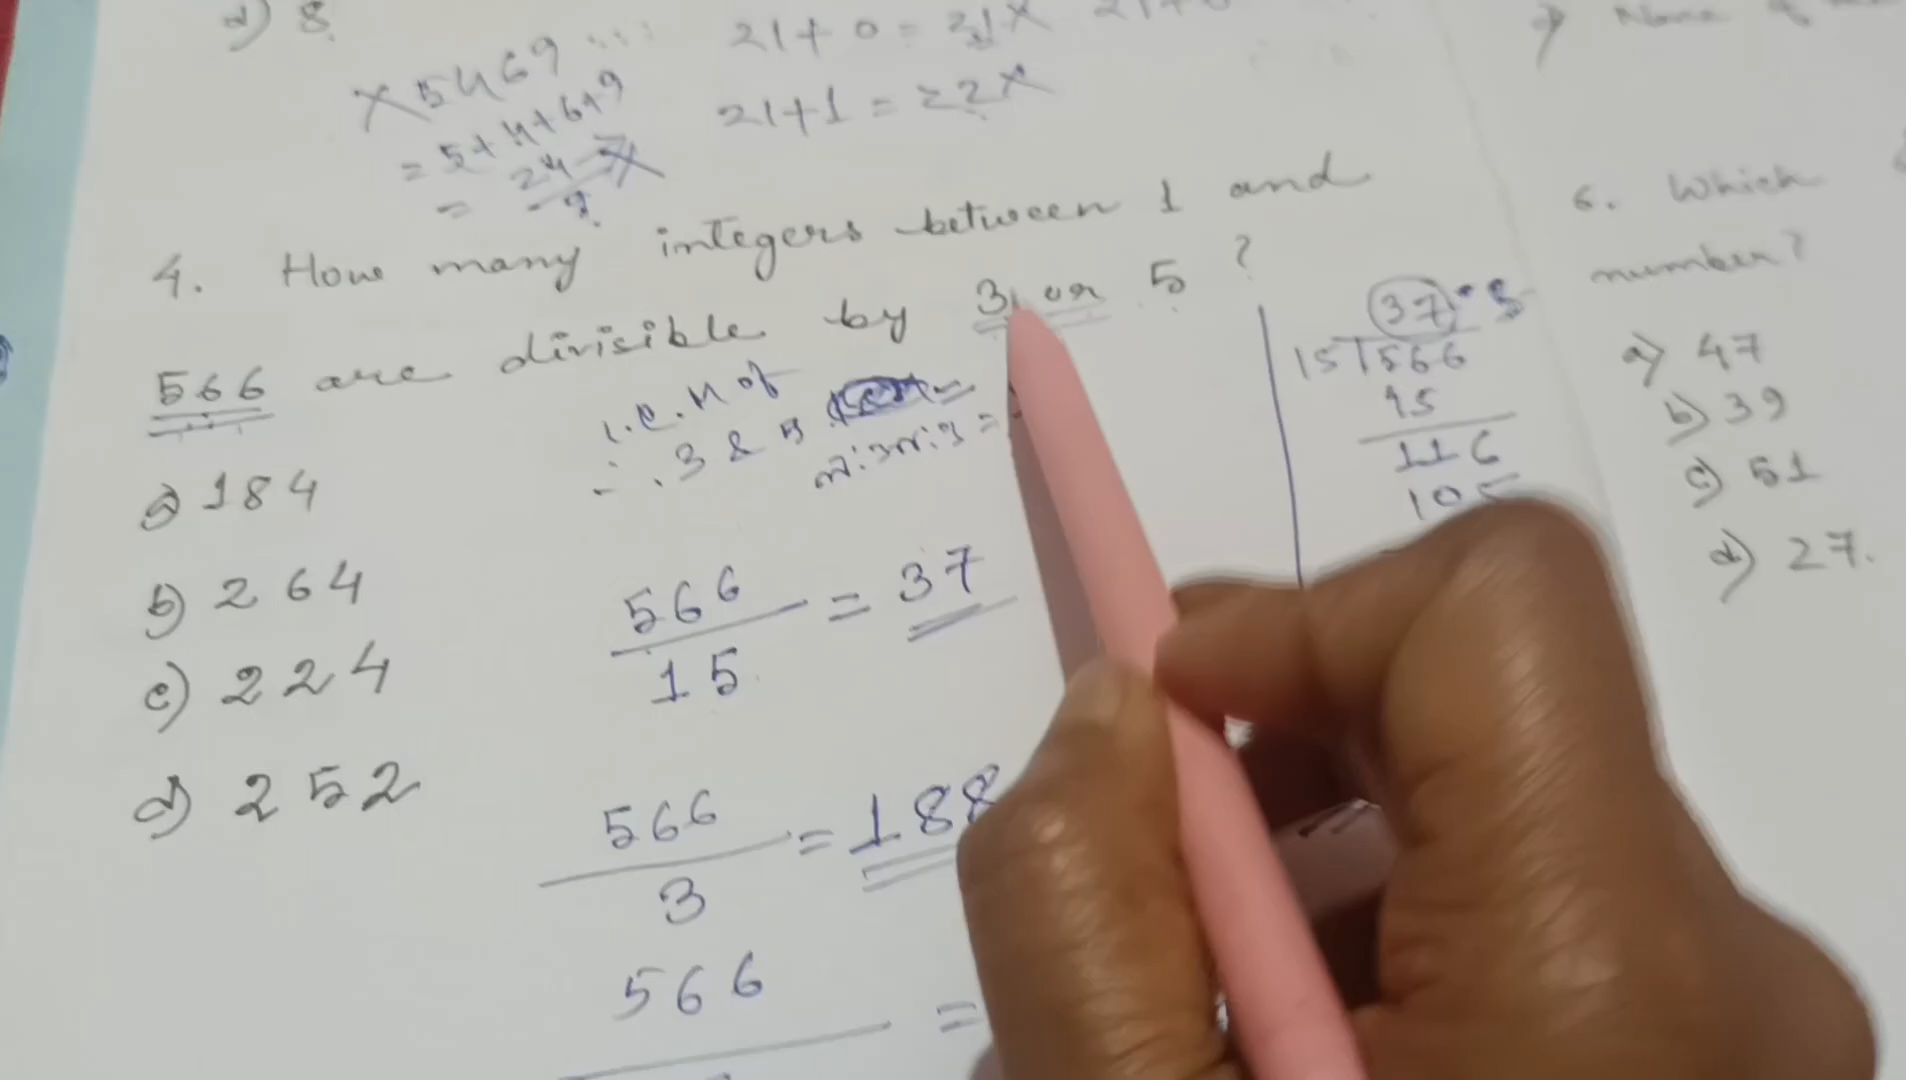 d) 8
21+0 = 21 X
X 5469
= 5+4+6+9
21+1 = 22 X
= 24
9
4. How many integers between 1 and
566 are divisible by 3 or 5 ?
L.C.M of
3 & 5
a) 184
b) 264
c) 224
d) 252
566
15
= 37
566
3
= 188
566
=
37
15 566
45
116
6. Which
number?
a) 47
b) 39
c) 51
d) 27.